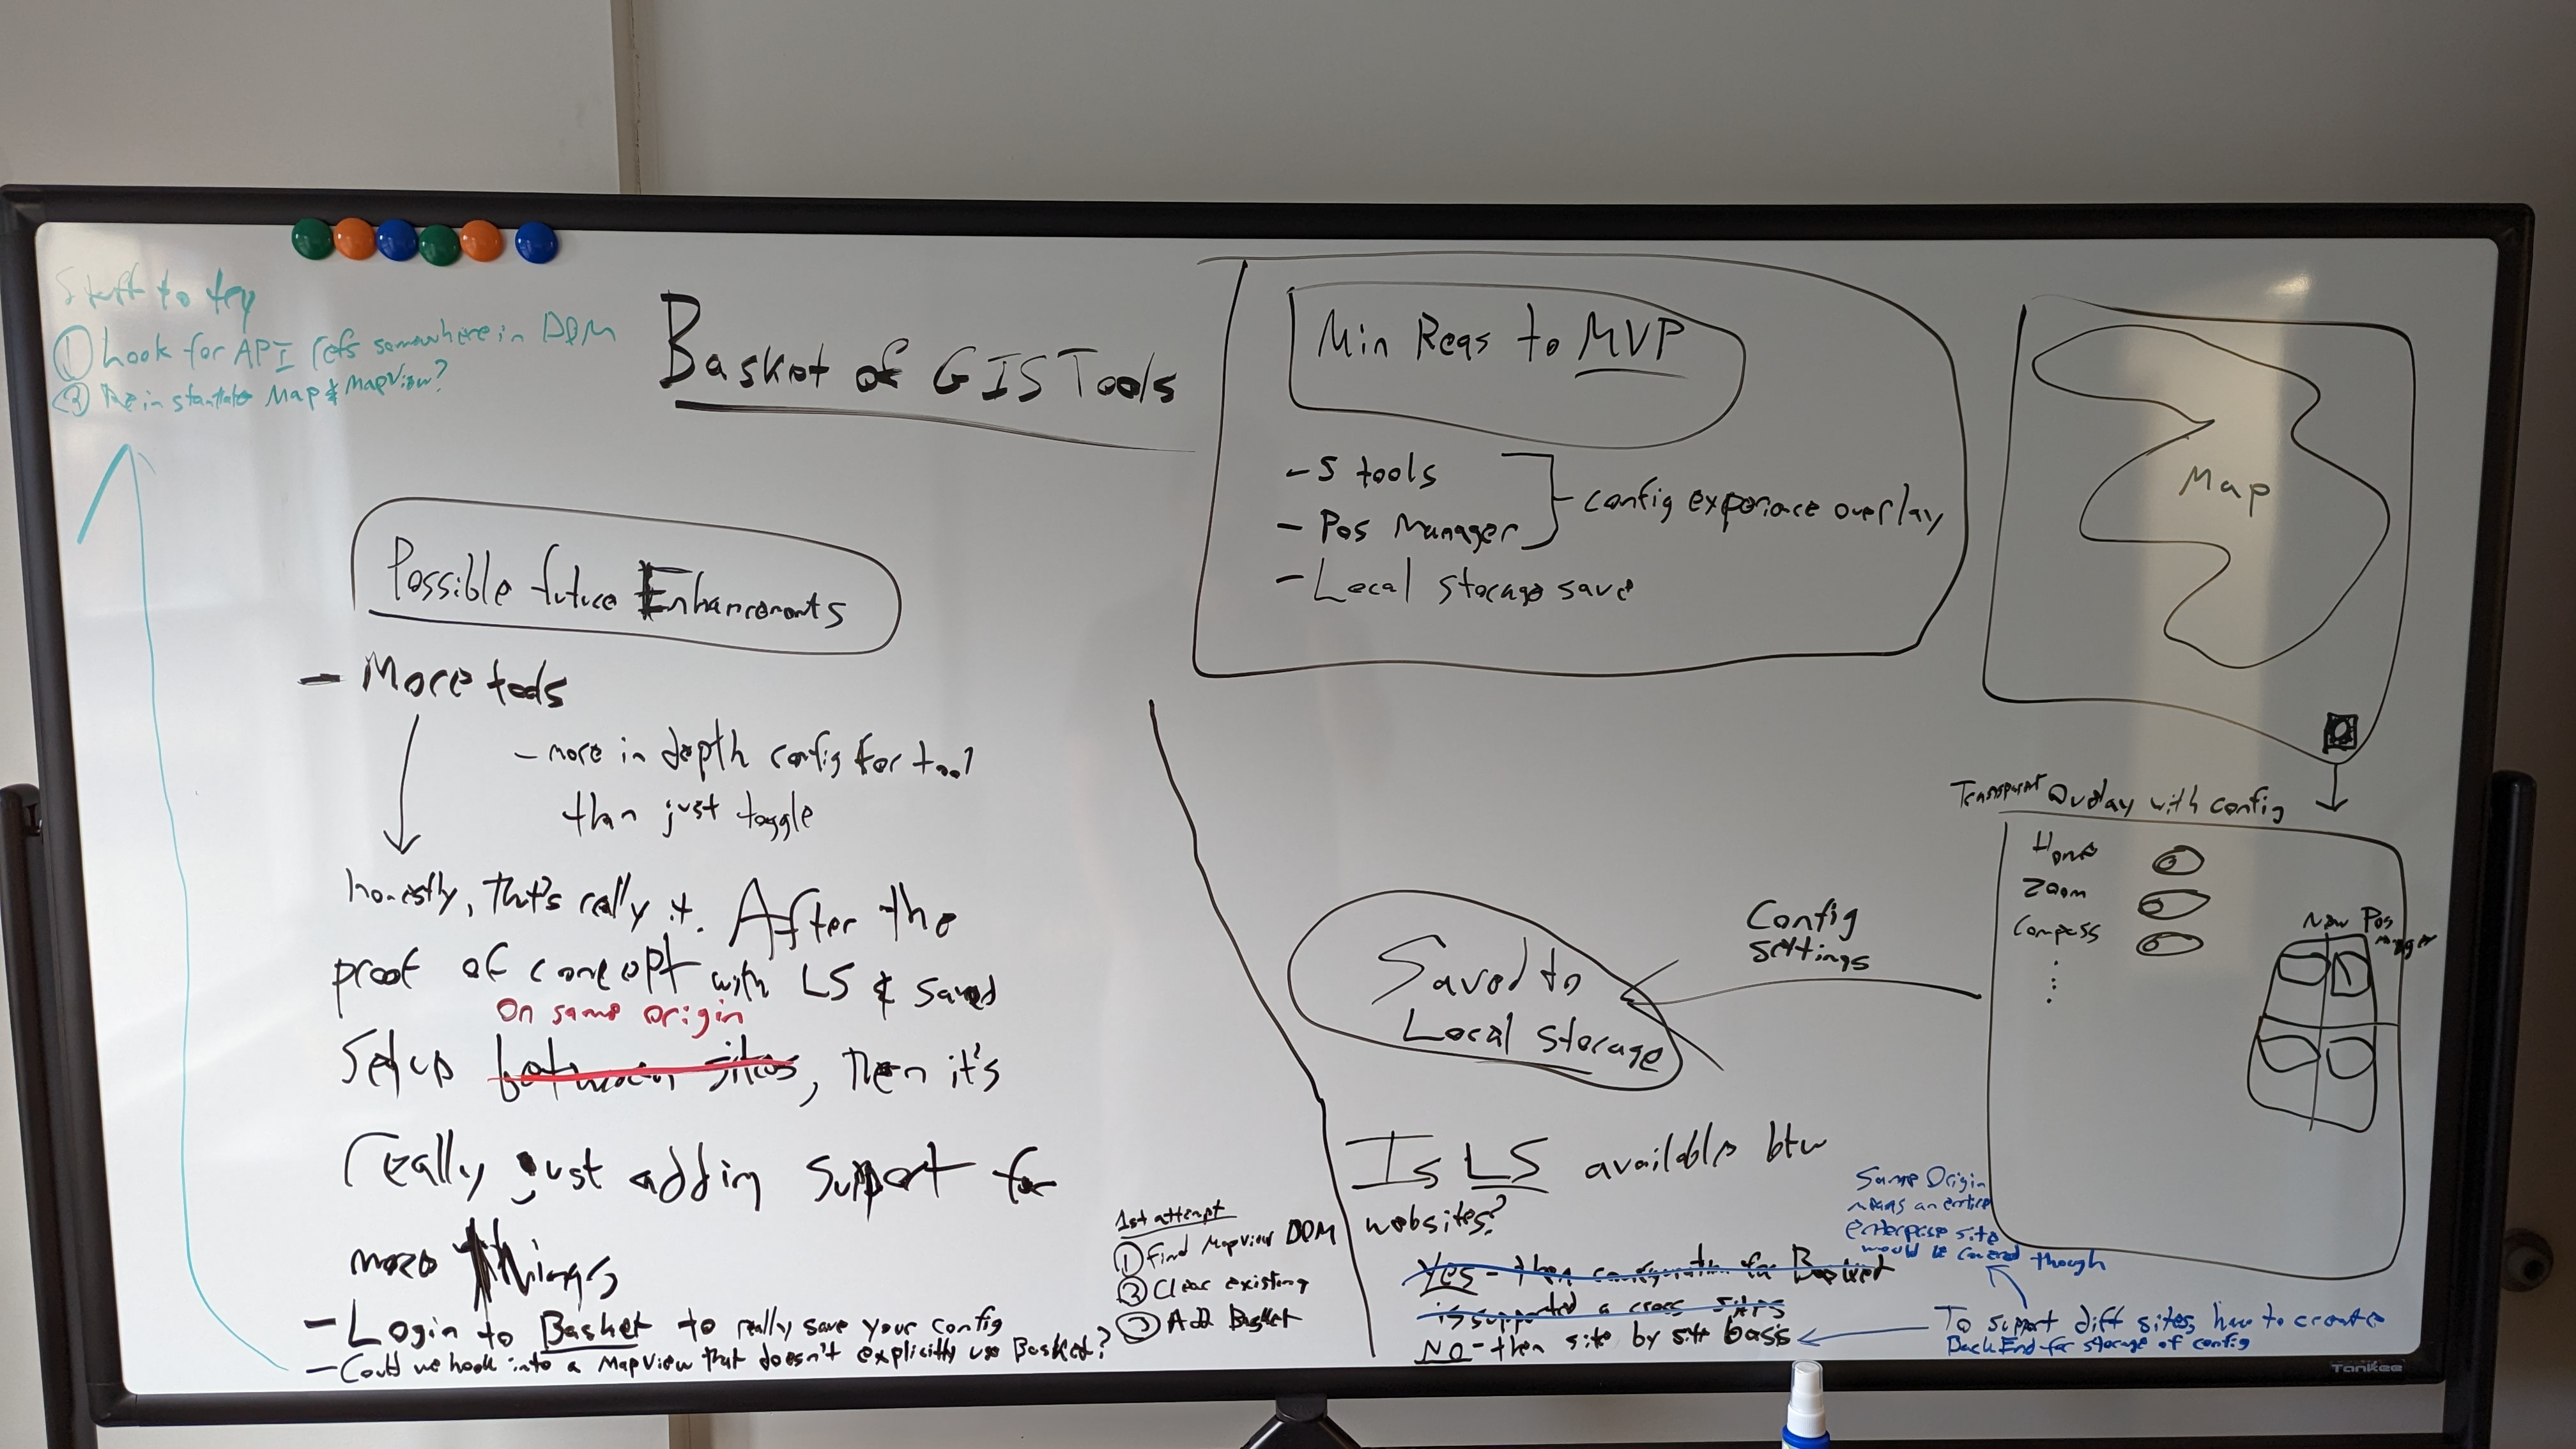 Stuff to try
① Look for API refs somewhere in DOM
② Reinstantiate Map & MapView?
Basket of GIS Tools
Possible future Enhancements
- More tools
- more in depth config for tool
than just toggle
honestly, that's really it. After the
proof of concept with LS & saved
on same origin
Setup between sites, then it's
really just adding support for
more things
- Login to Basket to really save your config
- Could we hook into a MapView that doesn't explicitly use Basket?
1st attempt
① Find MapView DOM
② Clear existing
③ Add Basket
Min Reqs to MVP
- 5 tools
- Pos Manager
config experience overlay
- Local storage save
Map
Transparent Overlay with config
Home
Zoom
Compass
New Pos
manager
Config
settings
Saved to
Local storage
Is LS available btw
websites?
Yes - then configuration for Basket
is supported across sites
NO - then site by site basis
Same Origin
means an entire
enterprise site
would be covered though
To support diff sites, have to create
Back End for storage of config
Tankee